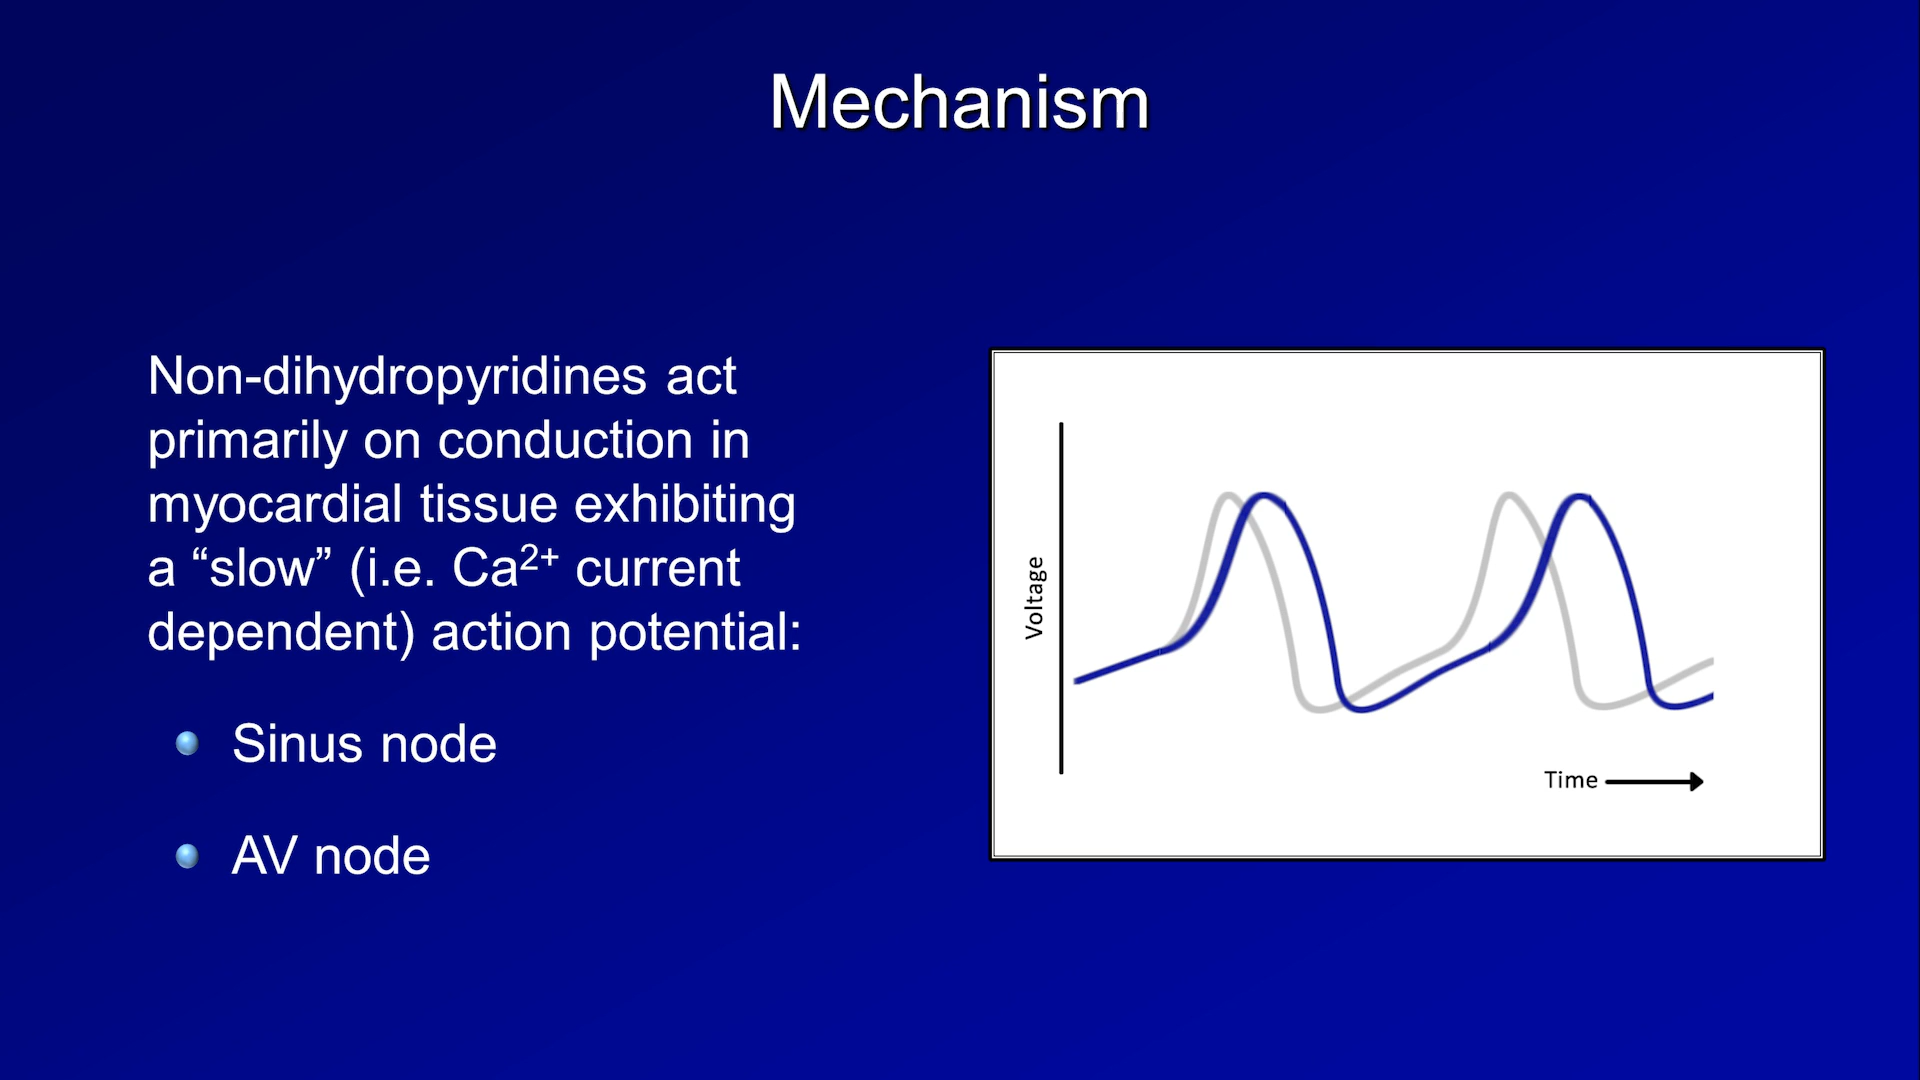 Mechanism
Non-dihydropyridines act
primarily on conduction in
myocardial tissue exhibiting
a “slow” (i.e. Ca²⁺ current
dependent) action potential:
Sinus node
AV node
Voltage
Time